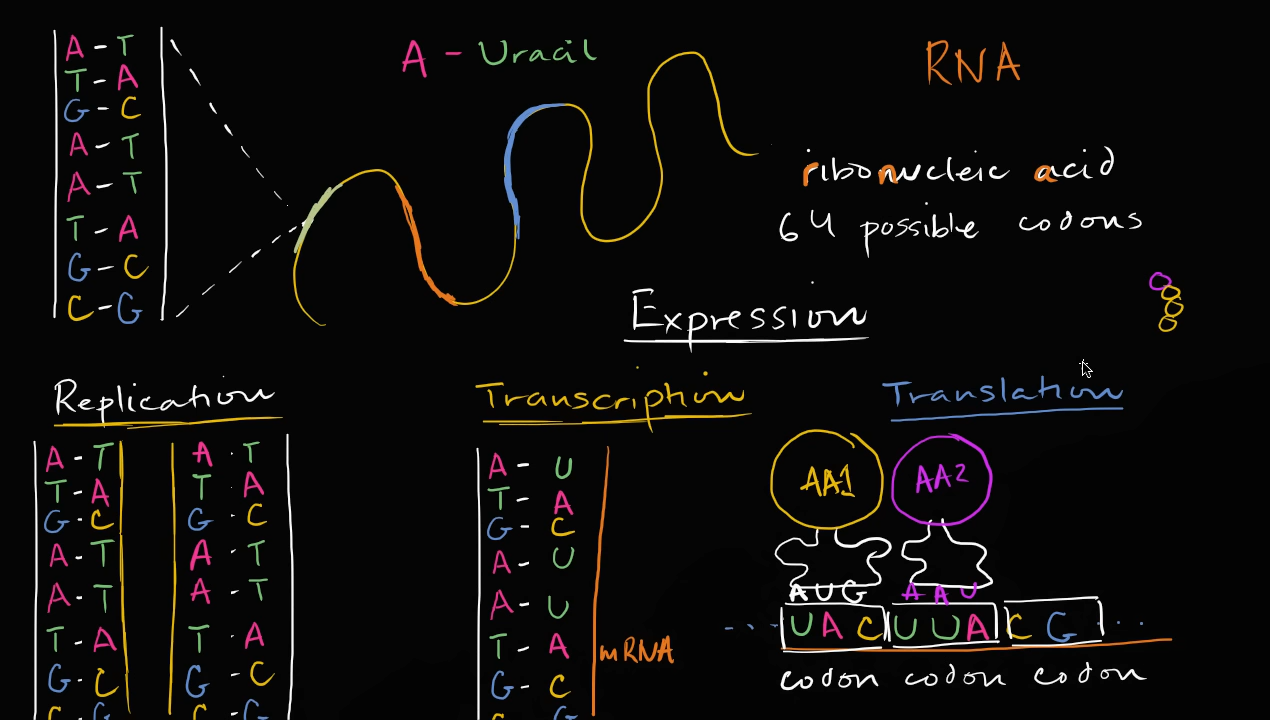 A - T
T - A
G - C
A - T
A - T
T - A
G - C
C - G
A - Uracil
RNA
ribonucleic acid
64 possible codons
Expression
Replication
A - T
T - A
G - C
A - T
A - T
T - A
G - C
C - G
A · T
T · A
G · C
A · T
A · T
T · A
G · C
C · G
Transcription
A - U
T - A
G - C
A - U
A - U
T - A
G - C
C - G
mRNA
Translation
AA1 AA2
AUG AAU
UAC UUA CG
codon codon codon